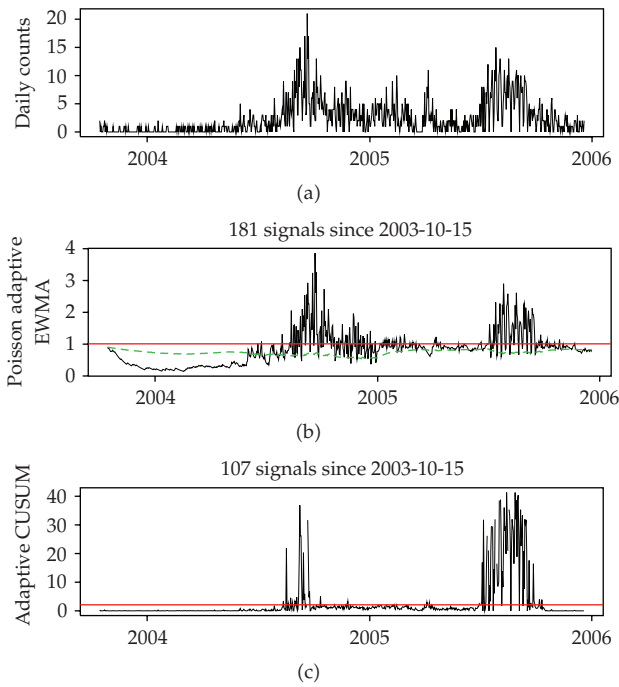 Daily counts
20
15
10
5
0
2004 2005 2006
(a)
181 signals since 2003-10-15
Poisson adaptive
EWMA
4
3
2
1
0
2004 2005 2006
(b)
107 signals since 2003-10-15
Adaptive CUSUM
40
30
20
10
0
2004 2005 2006
(c)